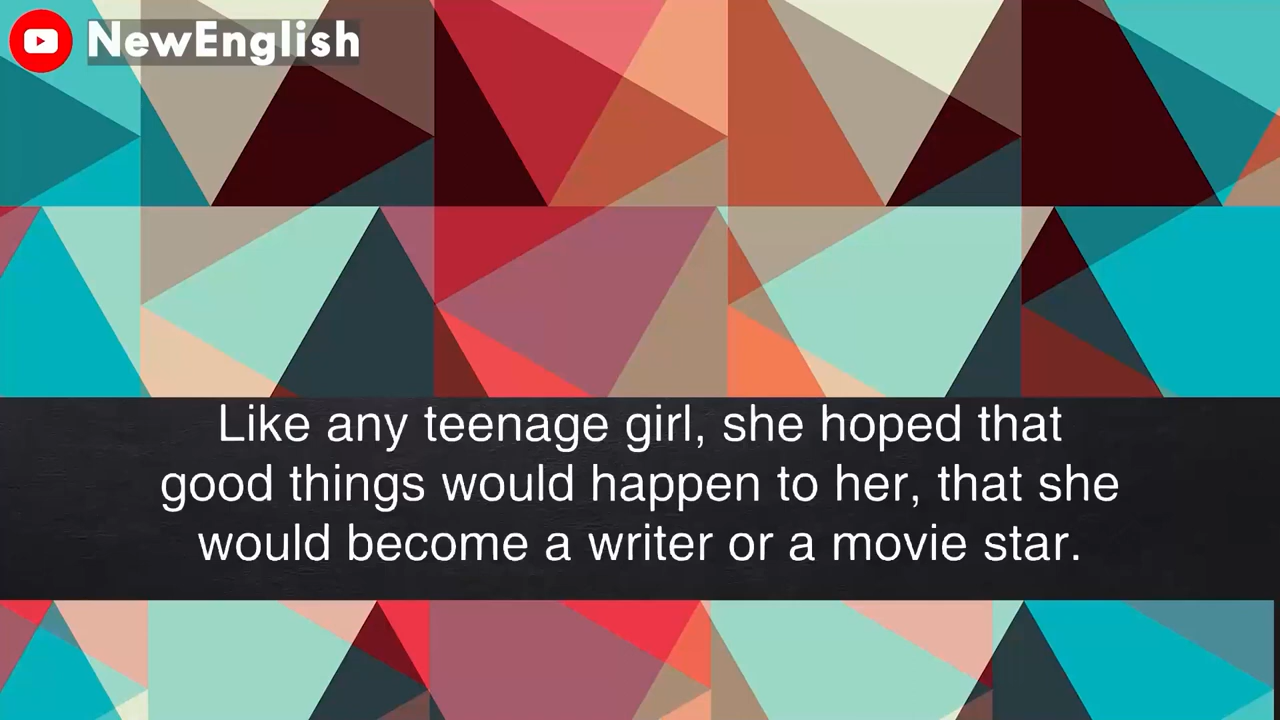 NewEnglish
Like any teenage girl, she hoped that
good things would happen to her, that she
would become a writer or a movie star.